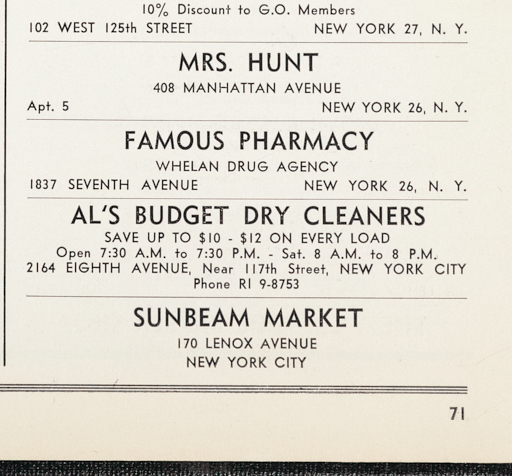 10% Discount to G.O. Members
102 WEST 125th STREET NEW YORK 27, N. Y.
MRS. HUNT
408 MANHATTAN AVENUE
Apt. 5 NEW YORK 26, N. Y.
FAMOUS PHARMACY
WHELAN DRUG AGENCY
1837 SEVENTH AVENUE NEW YORK 26, N. Y.
AL'S BUDGET DRY CLEANERS
SAVE UP TO $10 - $12 ON EVERY LOAD
Open 7:30 A.M. to 7:30 P.M. - Sat. 8 A.M. to 8 P.M.
2164 EIGHTH AVENUE, Near 117th Street, NEW YORK CITY
Phone RI 9-8753
SUNBEAM MARKET
170 LENOX AVENUE
NEW YORK CITY
71